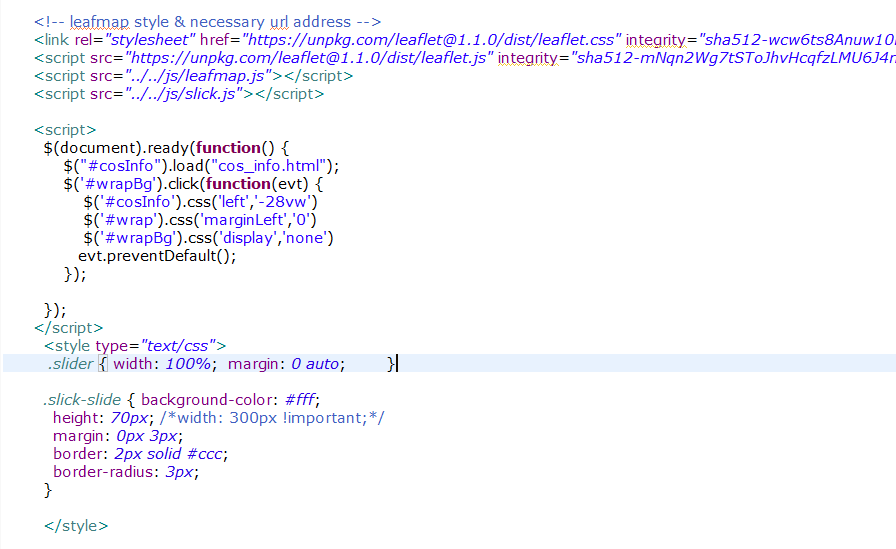 <!-- leafmap style & necessary url address -->
<link rel="stylesheet" href="https://unpkg.com/leaflet@1.1.0/dist/leaflet.css" integrity="sha512-wcw6ts8Anuw10
<script src="https://unpkg.com/leaflet@1.1.0/dist/leaflet.js" integrity="sha512-mNqn2Wg7tSToJhvHcqfzLMU6J4
<script src="../../js/leafmap.js"></script>
<script src="../../js/slick.js"></script>
<script>
$(document).ready(function() {
$("#cosInfo").load("cos_info.html");
$('#wrapBg').click(function(evt) {
$('#cosInfo').css('left','-28vw')
$('#wrap').css('marginLeft','0')
$('#wrapBg').css('display','none')
evt.preventDefault();
});
});
</script>
<style type="text/css">
.slider { width: 100%; margin: 0 auto; }
.slick-slide { background-color: #fff;
height: 70px; /*width: 300px !important;*/
margin: 0px 3px;
border: 2px solid #ccc;
border-radius: 3px;
}
</style>